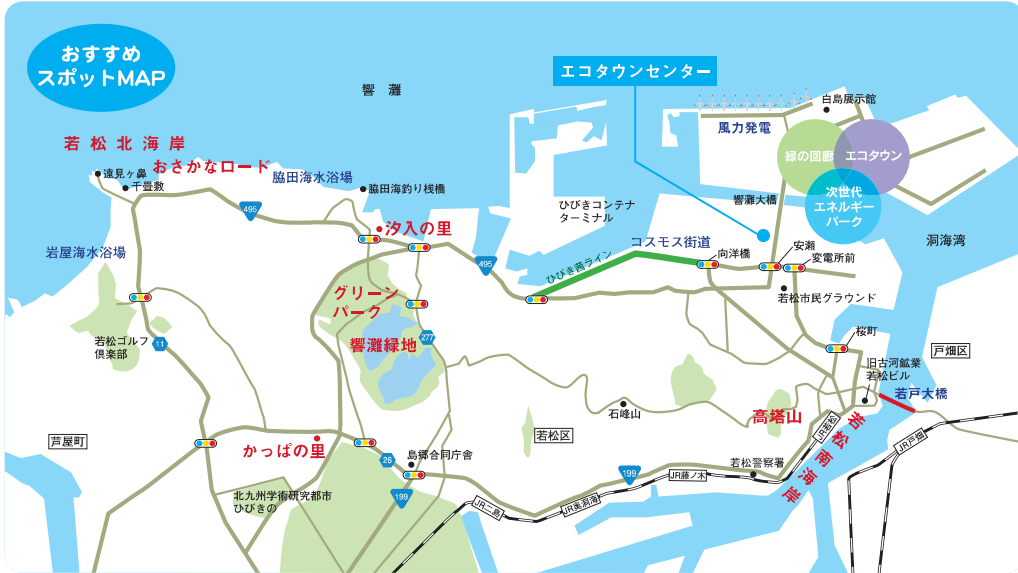 おすすめ
スポットMAP
響灘
エコタウンセンター
白島展示館
風力発電
緑の回廊
エコタウン
次世代
エネルギー
パーク
若松北海岸
遠見ヶ鼻
千畳敷
おさかなロード
脇田海水浴場
脇田海釣り桟橋
ひびきコンテナ
ターミナル
響灘大橋
495
汐入の里
岩屋海水浴場
コスモス街道
向洋橋
安瀬
変電所前
洞海湾
495
ひびき茜ライン
グリーン
パーク
若松市民グラウンド
若松ゴルフ
倶楽部
11
響灘緑地
277
桜町
戸畑区
旧古河鉱業
若松ビル
若戸大橋
石峰山
高塔山
若松南海岸
JR若松
JR戸畑
芦屋町
かっぱの里
若松区
26
島郷合同庁舎
若松警察署
199
JR藤ノ木
北九州学術研究都市
ひびきの
199
JR二島
JR奥洞海